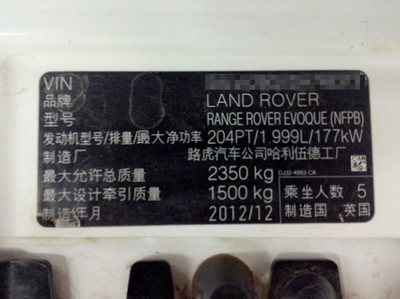 VIN
品牌 LAND ROVER
型号 RANGE ROVER EVOQUE (NFPB)
发动机型号/排量/最大净功率 204PT/1.999L/177kW
制造厂 路虎汽车公司哈利伍德工厂
最大允许总质量 2350 kg DJ32-4863-CA
最大设计牵引质量 1500 kg 乘坐人数 5
制造年月 2012/12 制造国 英国